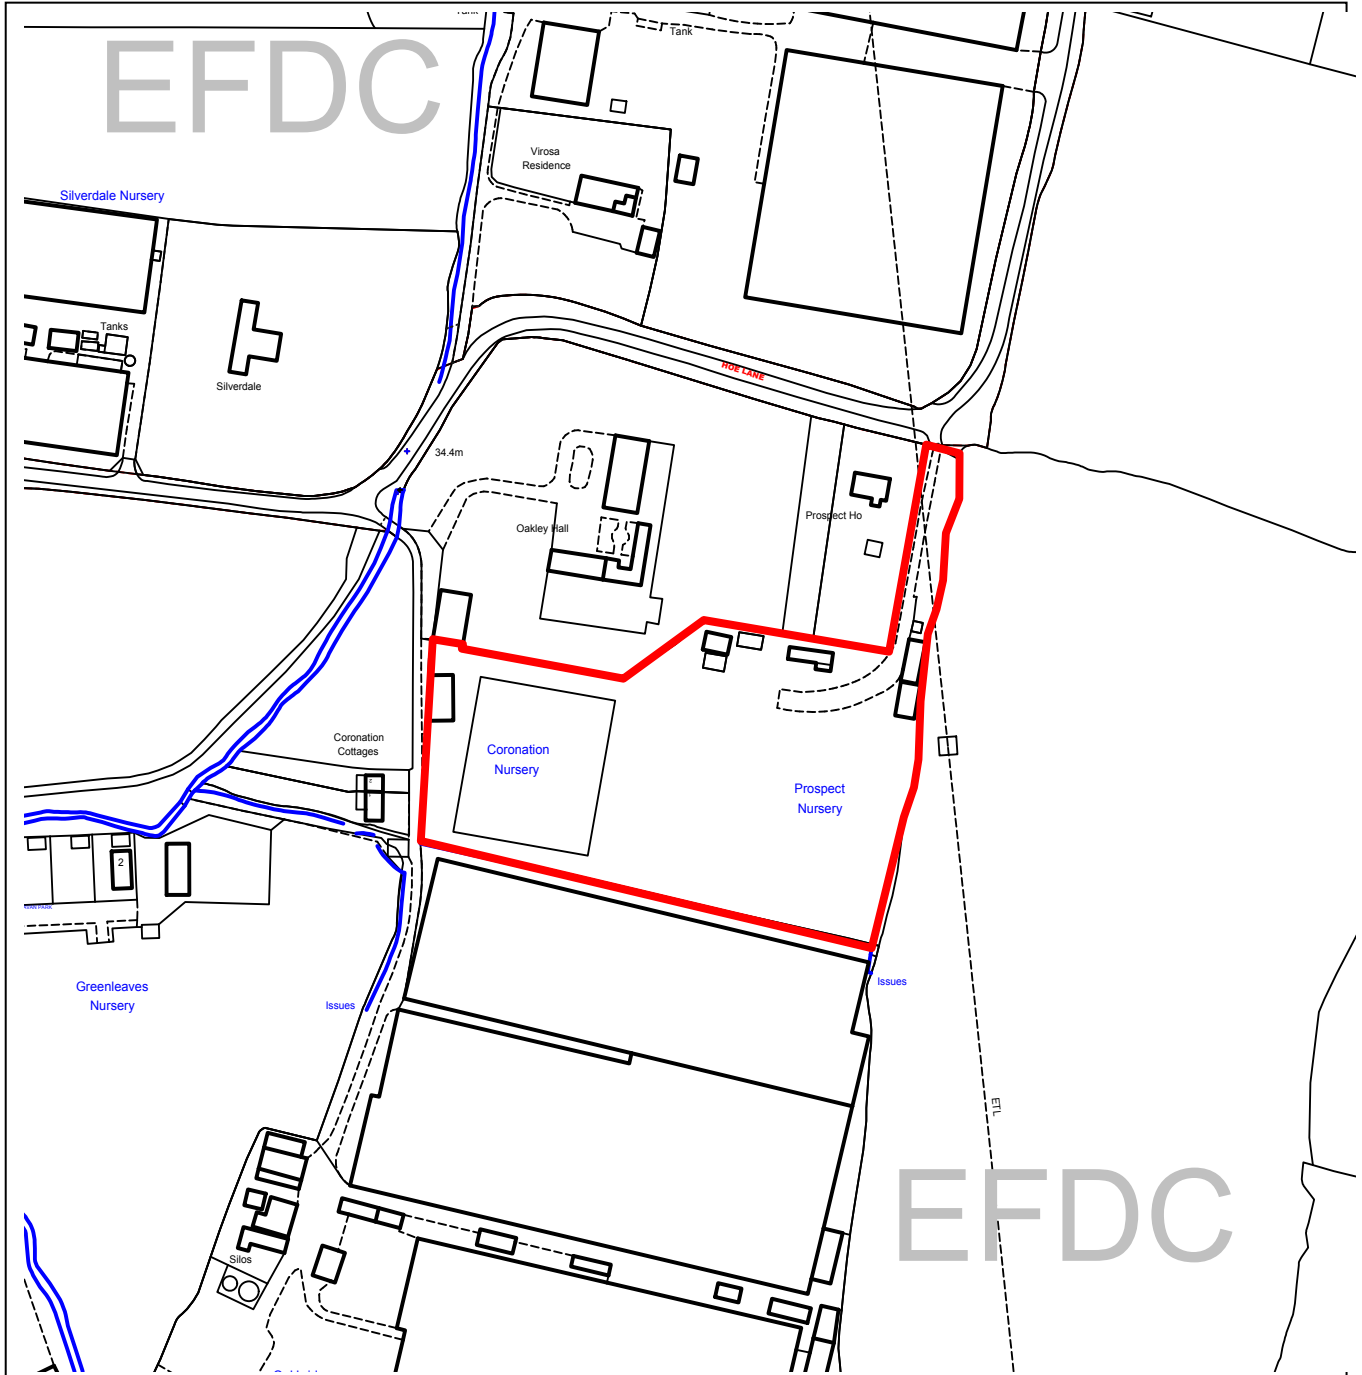 Tank
EFDC
Virosa
Residence
Silverdale Nursery
Tanks
Silverdale
HOE LANE
34.4m
Oakley Hall
Prospect Ho
Coronation
Cottages
Coronation
Nursery
Prospect
Nursery
2
Greenleaves
Nursery
Issues
Issues
ETL
EFDC
Silos